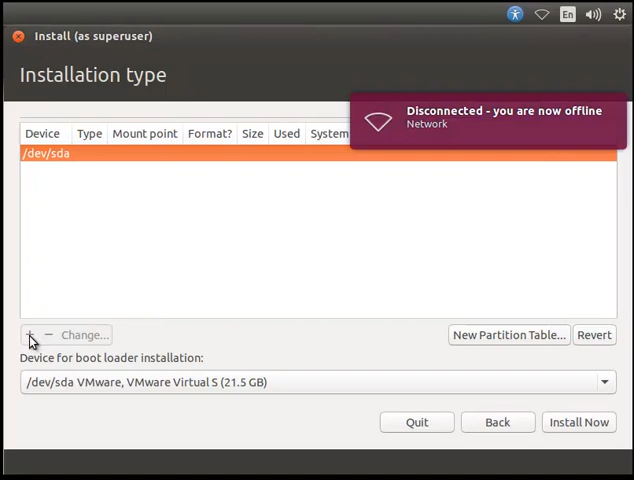 En
Install (as superuser)
Installation type
Disconnected - you are now offline
Network
Device Type Mount point Format? Size Used System
/dev/sda
+ − Change...
New Partition Table... Revert
Device for boot loader installation:
/dev/sda VMware, VMware Virtual S (21.5 GB)
Quit Back Install Now